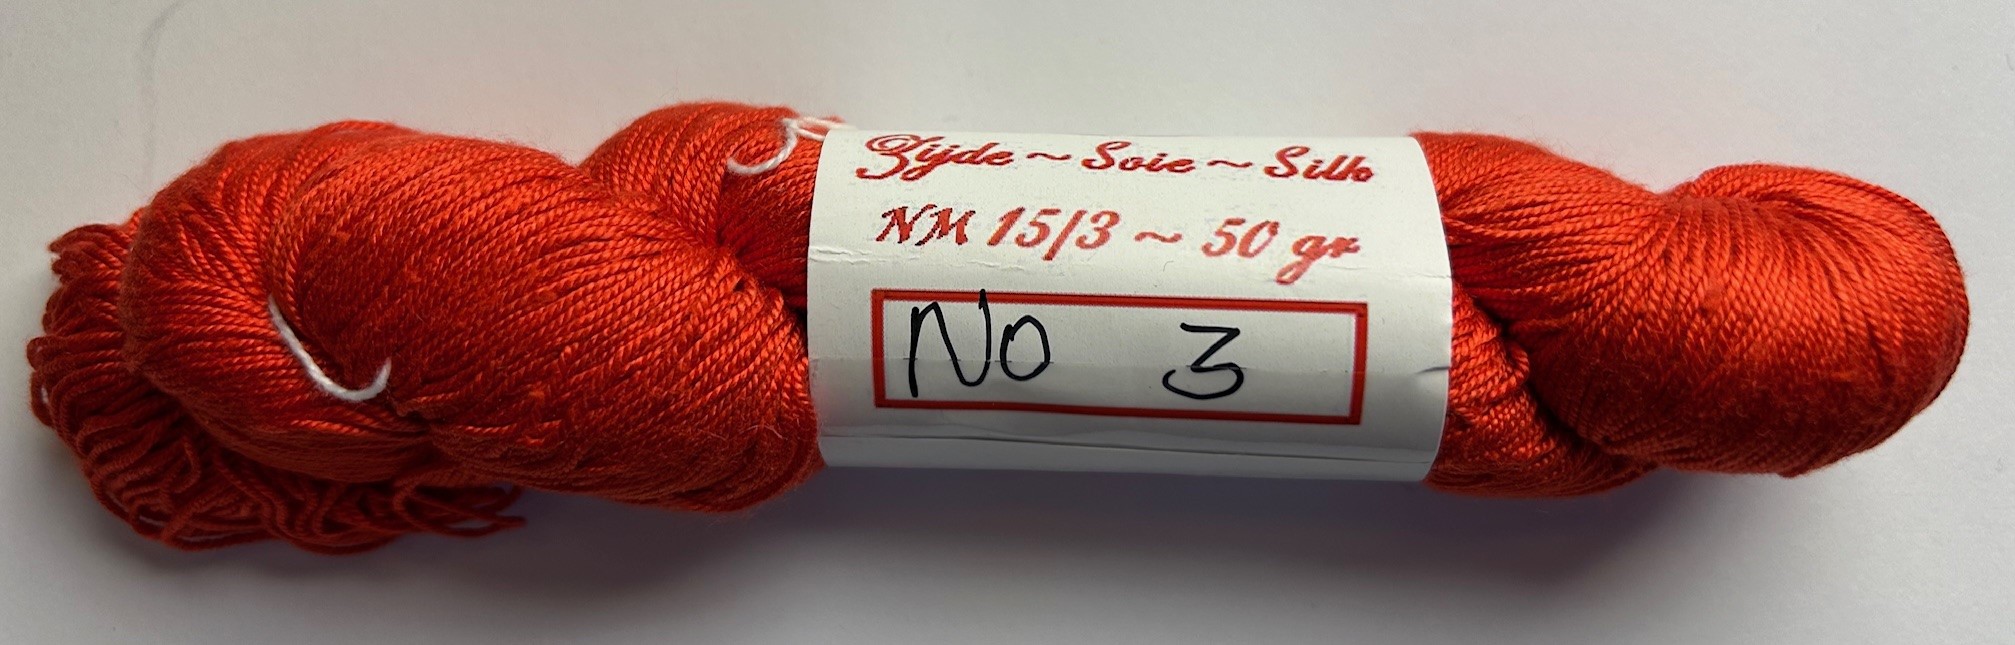 Zijde ~ Soie ~ Silk
NM 15/3 ~ 50 gr
No 3